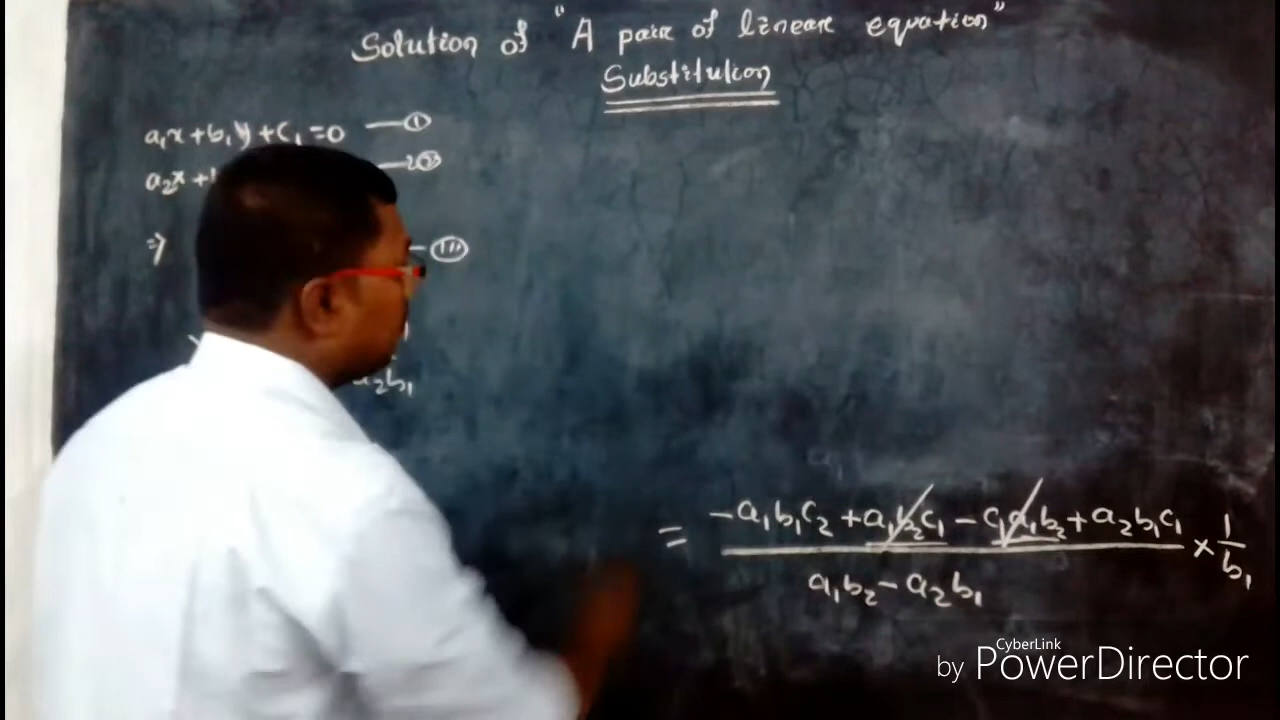 Solution of "A pair of linear equation"
Substitution
a₁x + b₁y + c₁ = 0 — ①
a₂x + — ②
⇒ — (iii)
a₂b₁
= (-a₁b₁c₂ + a₁b₂c₁ - c₁a₁b₂ + a₂b₁c₁) / (a₁b₂ - a₂b₁) × 1/b₁
CyberLink
by PowerDirector